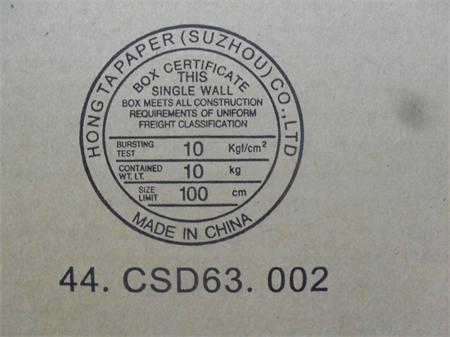 HONG TA PAPER (SUZHOU) CO.,LTD
BOX CERTIFICATE
THIS
SINGLE WALL
BOX MEETS ALL CONSTRUCTION
REQUIREMENTS OF UNIFORM
FREIGHT CLASSIFICATION
BURSTING TEST 10 Kgf/cm²
CONTAINED WT. LT. 10 kg
SIZE LIMIT 100 cm
MADE IN CHINA
44. CSD63. 002